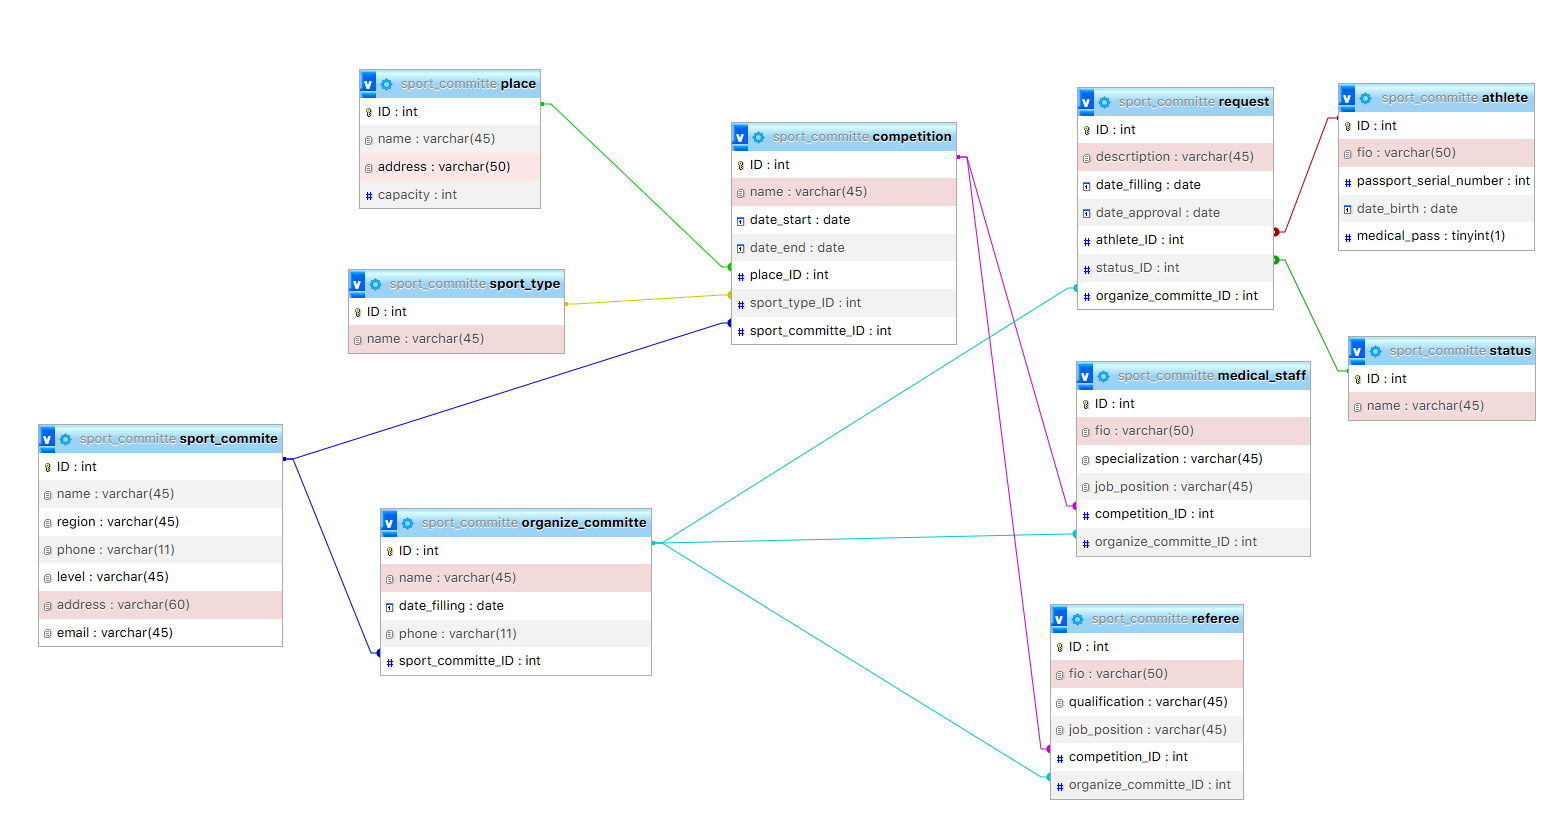 sport_committe place
ID : int
name : varchar(45)
address : varchar(50)
capacity : int
sport_committe sport_type
ID : int
name : varchar(45)
sport_committe sport_commite
ID : int
name : varchar(45)
region : varchar(45)
phone : varchar(11)
level : varchar(45)
address : varchar(60)
email : varchar(45)
sport_committe organize_committe
ID : int
name : varchar(45)
date_filling : date
phone : varchar(11)
sport_committe_ID : int
sport_committe competition
ID : int
name : varchar(45)
date_start : date
date_end : date
place_ID : int
sport_type_ID : int
sport_committe_ID : int
sport_committe request
ID : int
descrtiption : varchar(45)
date_filling : date
date_approval : date
athlete_ID : int
status_ID : int
organize_committe_ID : int
sport_committe athlete
ID : int
fio : varchar(50)
passport_serial_number : int
date_birth : date
medical_pass : tinyint(1)
sport_committe status
ID : int
name : varchar(45)
sport_committe medical_staff
ID : int
fio : varchar(50)
specialization : varchar(45)
job_position : varchar(45)
competition_ID : int
organize_committe_ID : int
sport_committe referee
ID : int
fio : varchar(50)
qualification : varchar(45)
job_position : varchar(45)
competition_ID : int
organize_committe_ID : int